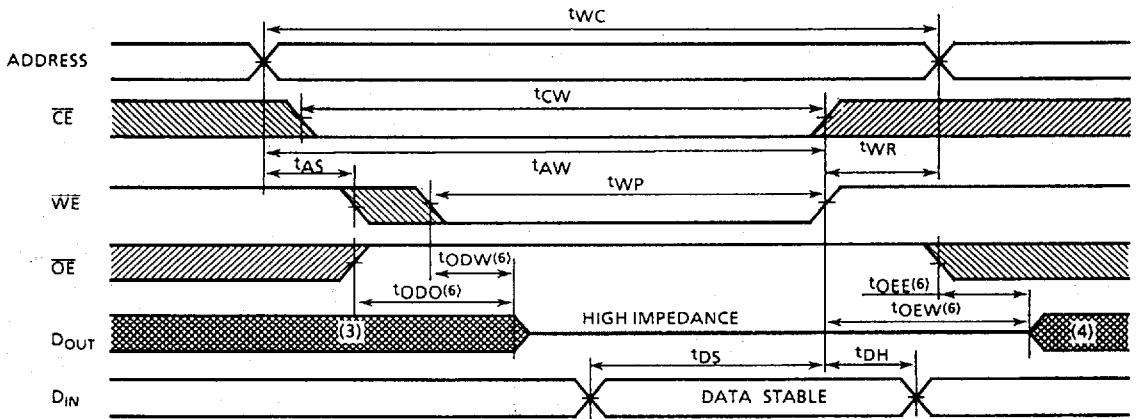 tWC
ADDRESS
tCW
CE
tWR
tAS
tAW
tWP
WE
OE
tODW(6)
tODO(6)
tOEE(6)
tOEW(6)
HIGH IMPEDANCE
DOUT
(3)
(4)
tDS
tDH
DIN
DATA STABLE